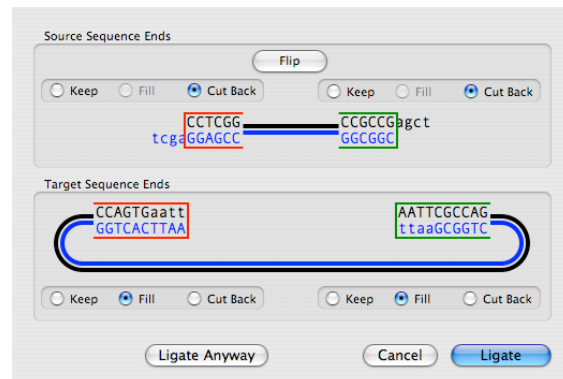 Source Sequence Ends
Flip
Keep Fill Cut Back Keep Fill Cut Back
CCTCGG CCGCCGagct
tcgaGGAGCC GGCGGC
Target Sequence Ends
CCAGTGaatt AATTCGCCAG
GGTCACTTAA ttaaGCGGTC
Keep Fill Cut Back Keep Fill Cut Back
Ligate Anyway Cancel Ligate